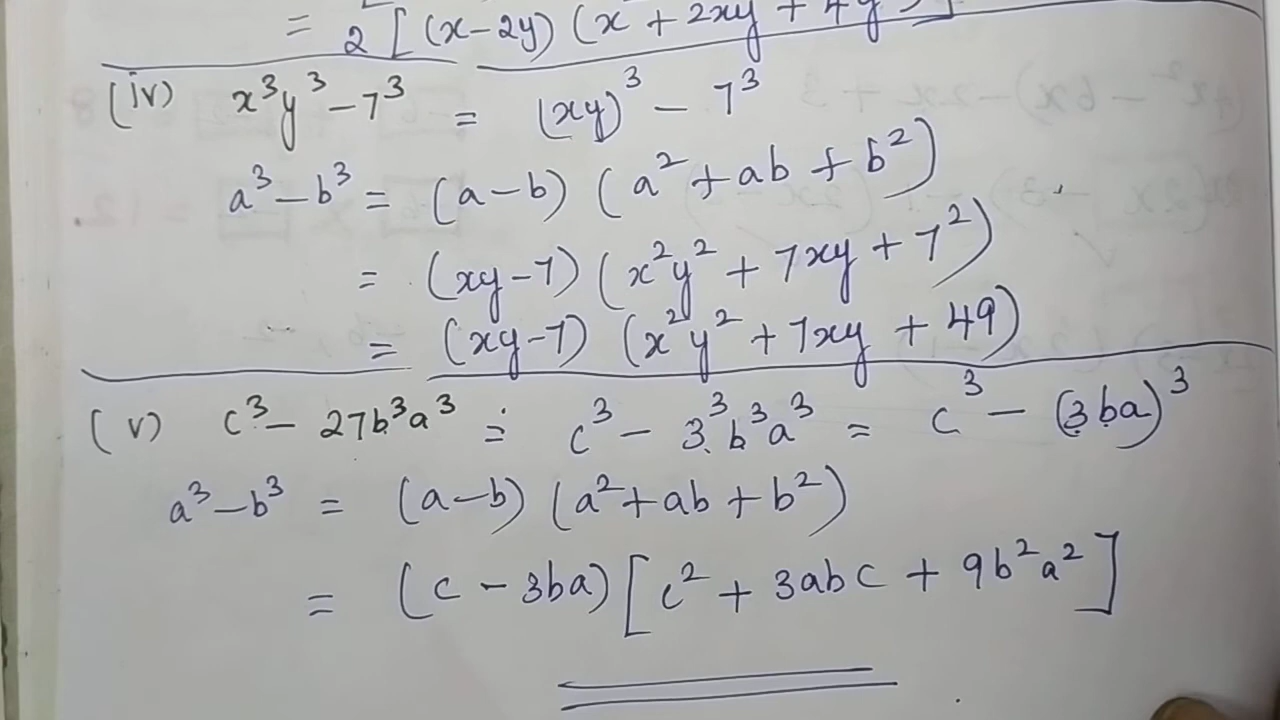 = 2 [(x-2y) (x + 2xy + 4y
(iv) x³y³ - 7³ = (xy)³ - 7³
a³ - b³ = (a-b) (a² + ab + b²)
= (xy-7) (x²y² + 7xy + 7²)
= (xy-7) (x²y² + 7xy + 49)
(v) c³ - 27b³a³ = c³ - 3³b³a³ = c³ - (3ba)³
a³ - b³ = (a-b) (a² + ab + b²)
= (c - 3ba) [c² + 3abc + 9b²a²]